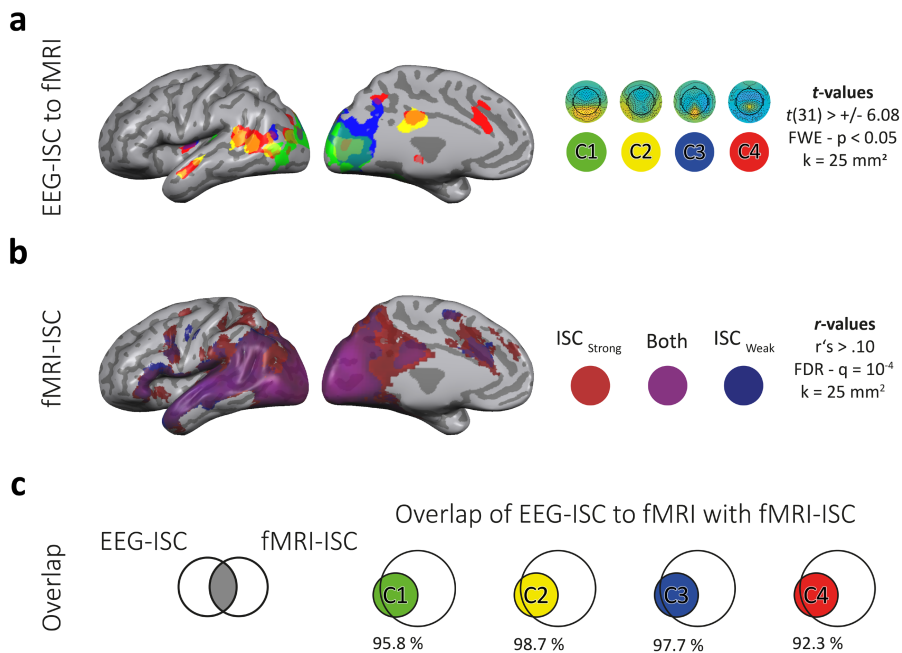 a
EEG-ISC to fMRI
C1 C2 C3 C4
t-values
t(31) > +/- 6.08
FWE - p < 0.05
k = 25 mm²
b
fMRI-ISC
ISC Strong Both ISC Weak
r-values
r‘s > .10
FDR - q = 10⁻⁴
k = 25 mm²
c
Overlap
EEG-ISC fMRI-ISC
Overlap of EEG-ISC to fMRI with fMRI-ISC
C1 C2 C3 C4
95.8 % 98.7 % 97.7 % 92.3 %